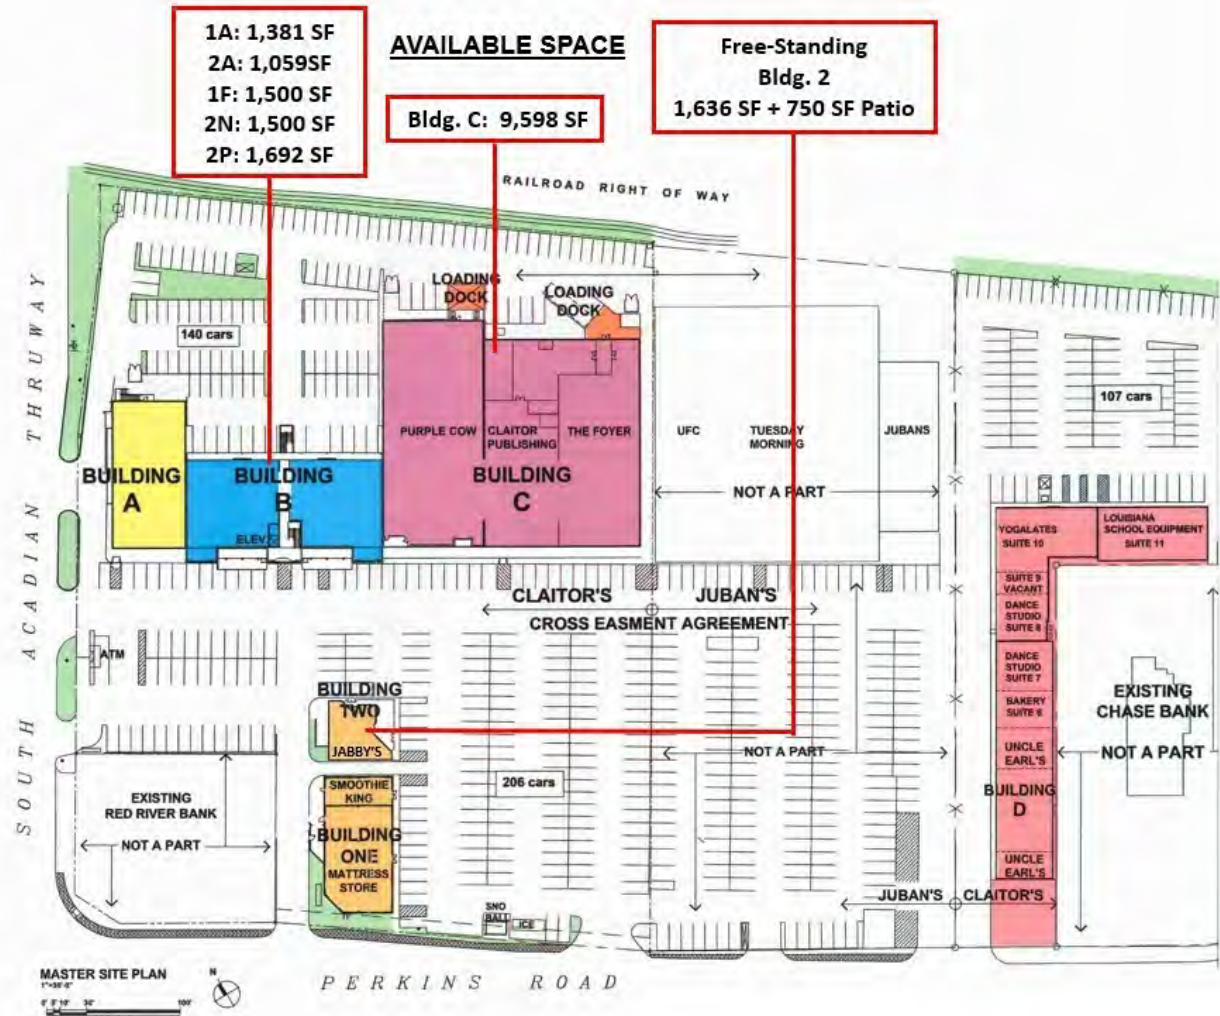 1A: 1,381 SF
2A: 1,059SF
1F: 1,500 SF
2N: 1,500 SF
2P: 1,692 SF
AVAILABLE SPACE
Bldg. C: 9,598 SF
Free-Standing
Bldg. 2
1,636 SF + 750 SF Patio
RAILROAD RIGHT OF WAY
SOUTH ACADIAN THRUWAY
LOADING
DOCK
LOADING
DOCK
140 cars
107 cars
PURPLE COW
CLAITOR
PUBLISHING
THE FOYER
UFC
TUESDAY
MORNING
JUBANS
BUILDING
A
BUILDING
B
BUILDING
C
NOT A PART
ELEV.
YOGALATES
SUITE 10
LOUISIANA
SCHOOL EQUIPMENT
SUITE 11
SUITE 9
VACANT
DANCE
STUDIO
SUITE 8
DANCE
STUDIO
SUITE 7
BAKERY
SUITE 6
UNCLE
EARL'S
BUILDING
D
UNCLE
EARL'S
CLAITOR'S
JUBAN'S
CROSS EASMENT AGREEMENT
ATM
BUILDING
TWO
JABBY'S
SMOOTHIE
KING
BUILDING
ONE
MATTRESS
STORE
206 cars
NOT A PART
EXISTING
CHASE BANK
NOT A PART
EXISTING
RED RIVER BANK
NOT A PART
JUBAN'S
CLAITOR'S
SNO
BALL
ICE
PERKINS ROAD
MASTER SITE PLAN
N
100'